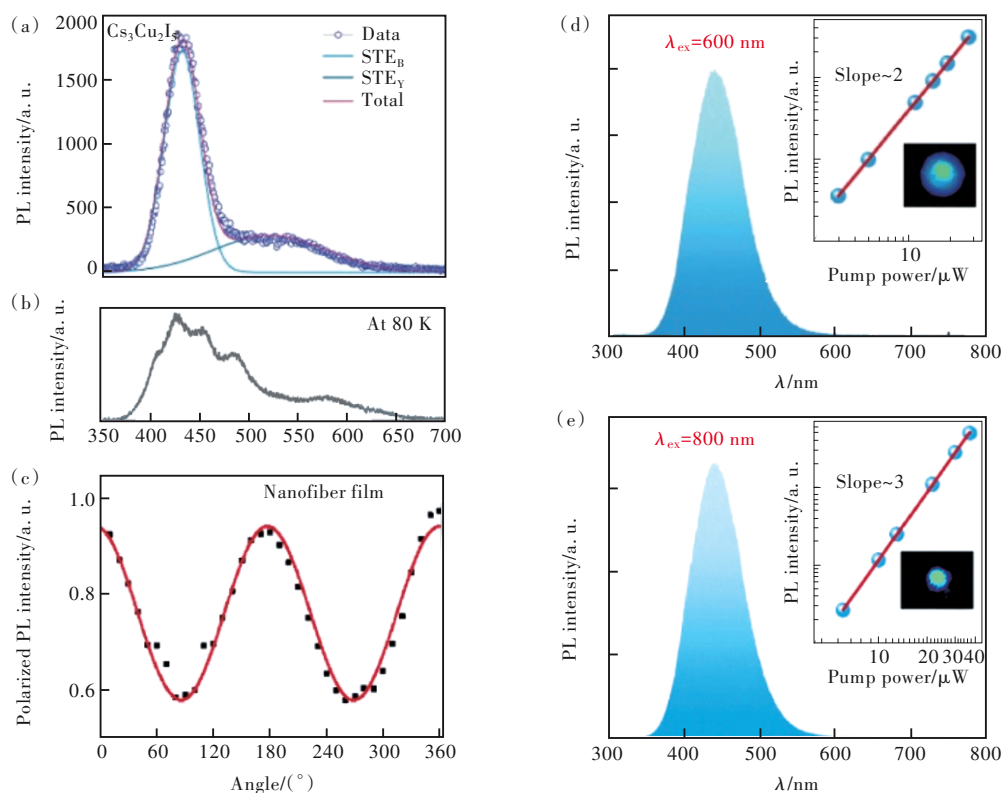 (a)
Cs₃Cu₂I₅
Data
STE_B
STE_Y
Total
2000
1500
1000
500
0
PL intensity/a. u.
(b)
At 80 K
PL intensity/a. u.
350 400 450 500 550 600 650 700
(c)
Nanofiber film
1.0
0.8
0.6
Polarized PL intensity/a. u.
0 60 120 180 240 300 360
Angle/(°)
(d)
λ_ex=600 nm
PL intensity/a. u.
Slope~2
PL intensity/a. u.
10
Pump power/μW
300 400 500 600 700 800
λ/nm
(e)
λ_ex=800 nm
PL intensity/a. u.
Slope~3
PL intensity/a. u.
10 20 30 40
Pump power/μW
300 400 500 600 700 800
λ/nm